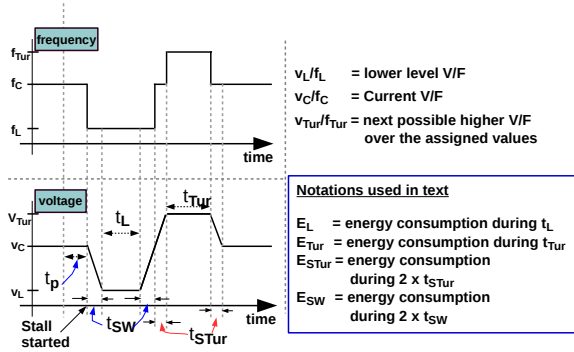 frequency
fTur
fC
fL
time
vL/fL = lower level V/F
vC/fC = Current V/F
vTur/fTur = next possible higher V/F
over the assigned values
voltage
VTur
vC
vL
tL
tTur
tp
tSW
tSTur
time
Stall
started
Notations used in text
EL = energy consumption during tL
ETur = energy consumption during tTur
ESTur = energy consumption
during 2 x tSTur
ESW = energy consumption
during 2 x tSW